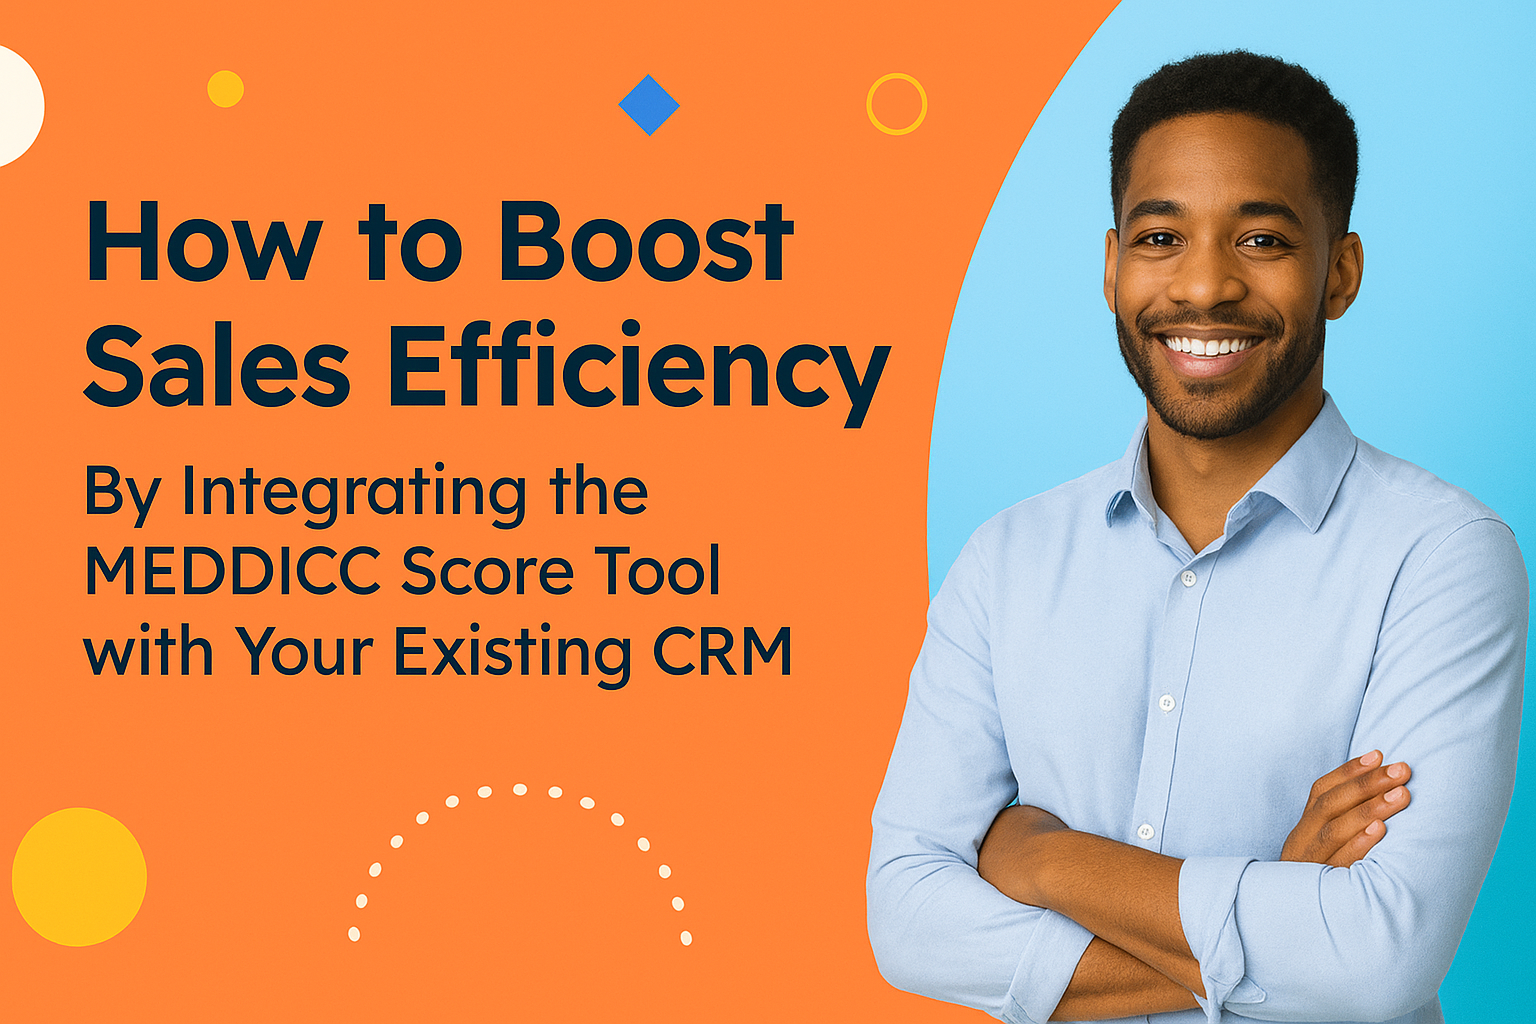 How to Boost
Sales Efficiency
By Integrating the
MEDDICC Score Tool
with Your Existing CRM